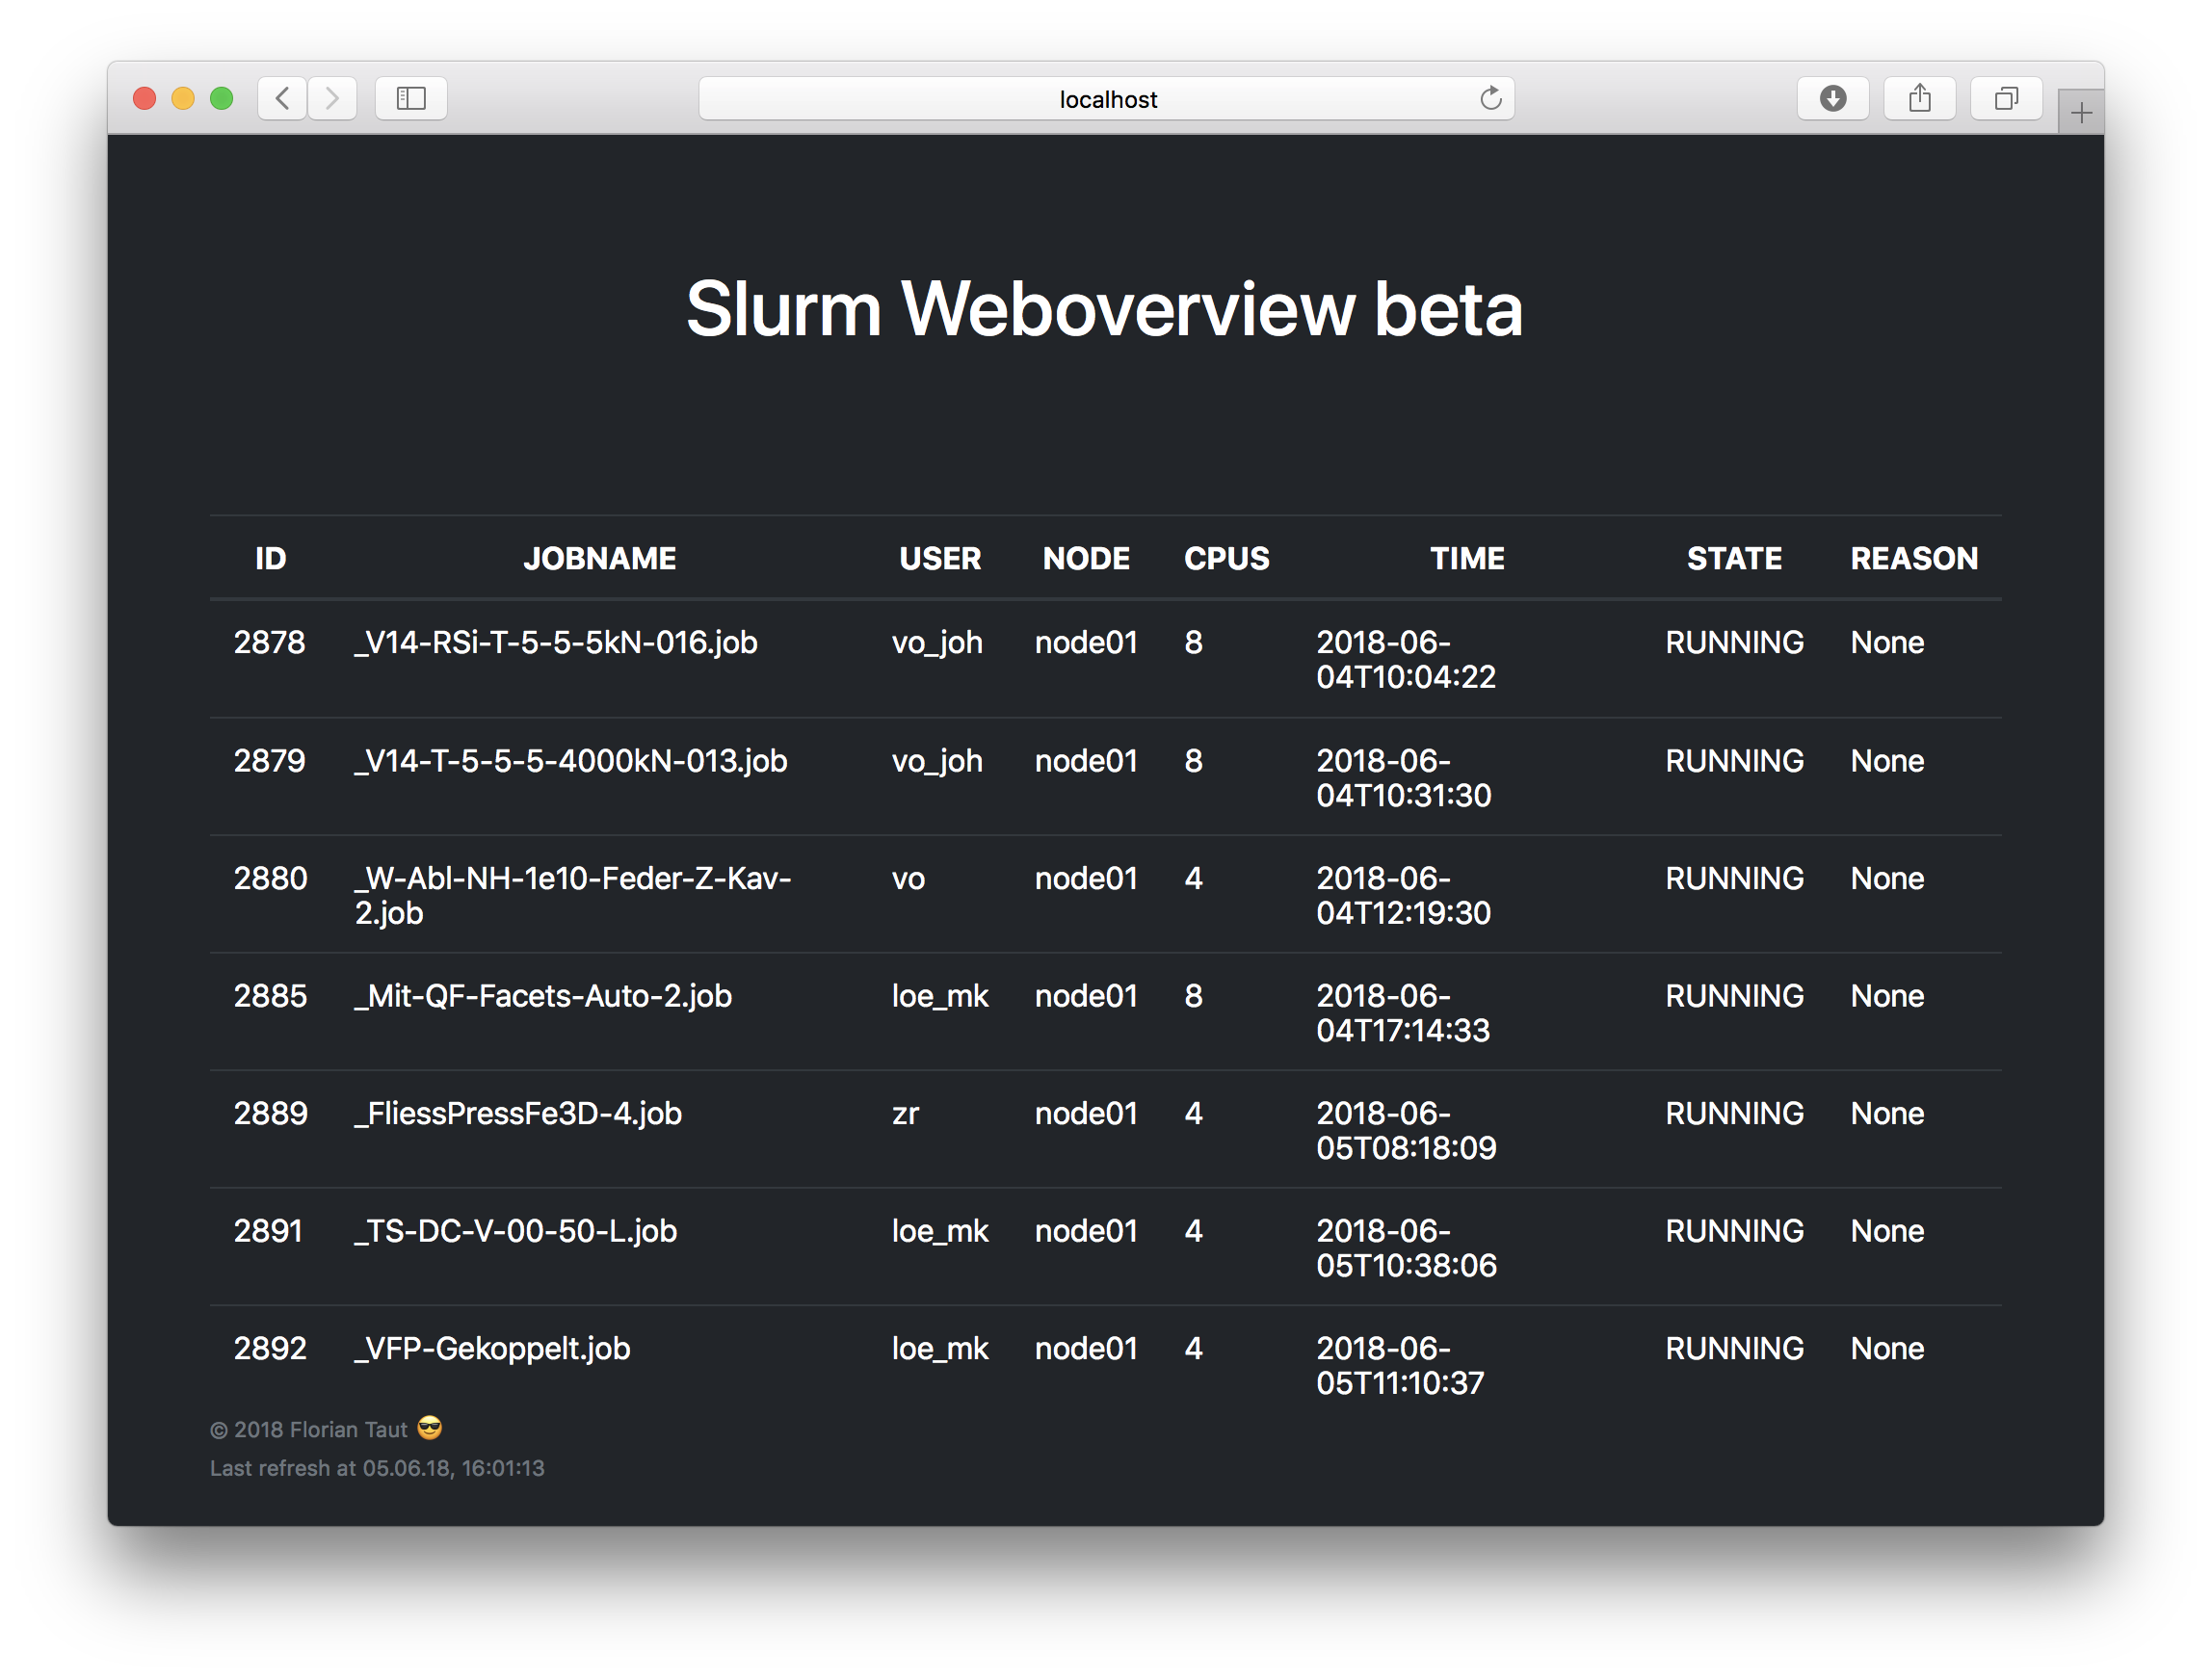 localhost
Slurm Weboverview beta
ID JOBNAME USER NODE CPUS TIME STATE REASON
2878 _V14-RSi-T-5-5-5kN-016.job vo_joh node01 8 2018-06- RUNNING None
04T10:04:22
2879 _V14-T-5-5-5-4000kN-013.job vo_joh node01 8 2018-06- RUNNING None
04T10:31:30
2880 _W-Abl-NH-1e10-Feder-Z-Kav- vo node01 4 2018-06- RUNNING None
2.job 04T12:19:30
2885 _Mit-QF-Facets-Auto-2.job loe_mk node01 8 2018-06- RUNNING None
04T17:14:33
2889 _FliessPressFe3D-4.job zr node01 4 2018-06- RUNNING None
05T08:18:09
2891 _TS-DC-V-00-50-L.job loe_mk node01 4 2018-06- RUNNING None
05T10:38:06
2892 _VFP-Gekoppelt.job loe_mk node01 4 2018-06- RUNNING None
05T11:10:37
© 2018 Florian Taut 😎
Last refresh at 05.06.18, 16:01:13